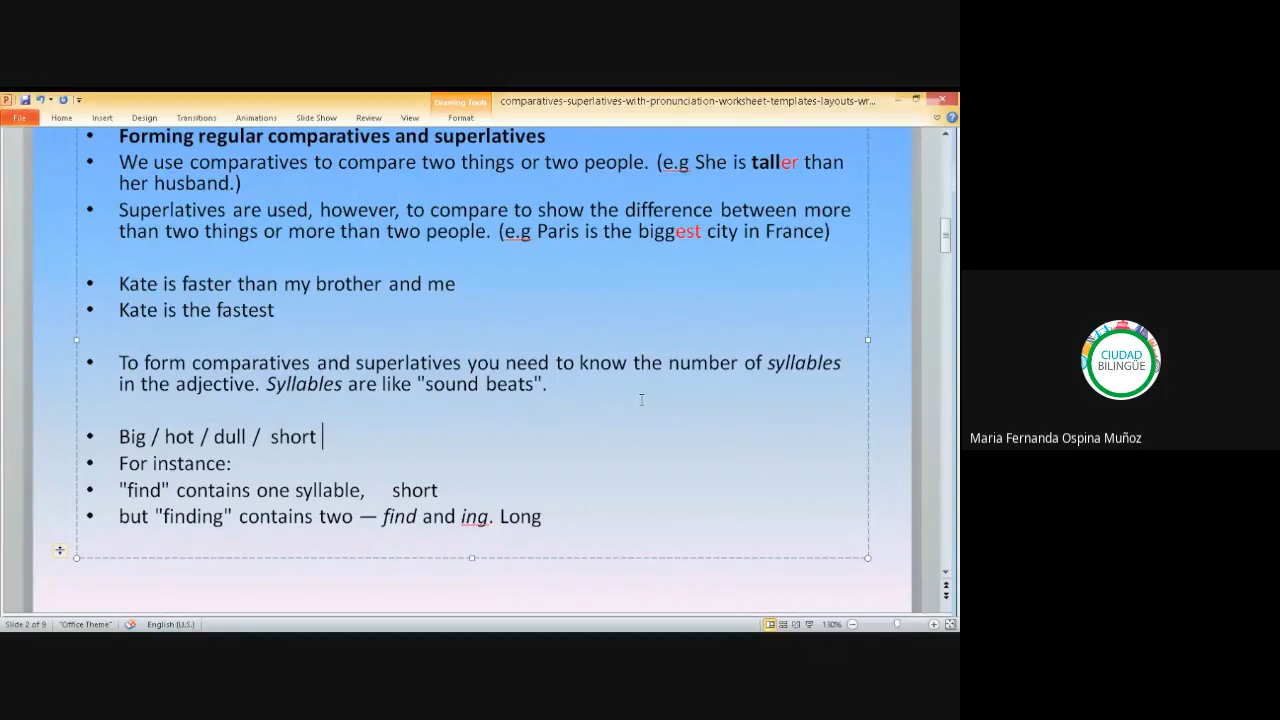 Drawing Tools
comparatives-superlatives-with-pronunciation-worksheet-templates-layouts-wr...
File Home Insert Design Transitions Animations Slide Show Review View Format
• Forming regular comparatives and superlatives
• We use comparatives to compare two things or two people. (e.g She is taller than
her husband.)
• Superlatives are used, however, to compare to show the difference between more
than two things or more than two people. (e.g Paris is the biggest city in France)
• Kate is faster than my brother and me
• Kate is the fastest
• To form comparatives and superlatives you need to know the number of syllables
in the adjective. Syllables are like "sound beats".
• Big / hot / dull / short
• For instance:
• "find" contains one syllable, short
• but "finding" contains two — find and ing. Long
Slide 2 of 9 "Office Theme" English (U.S.) 130%
CIUDAD
BILINGÜE
Maria Fernanda Ospina Muñoz